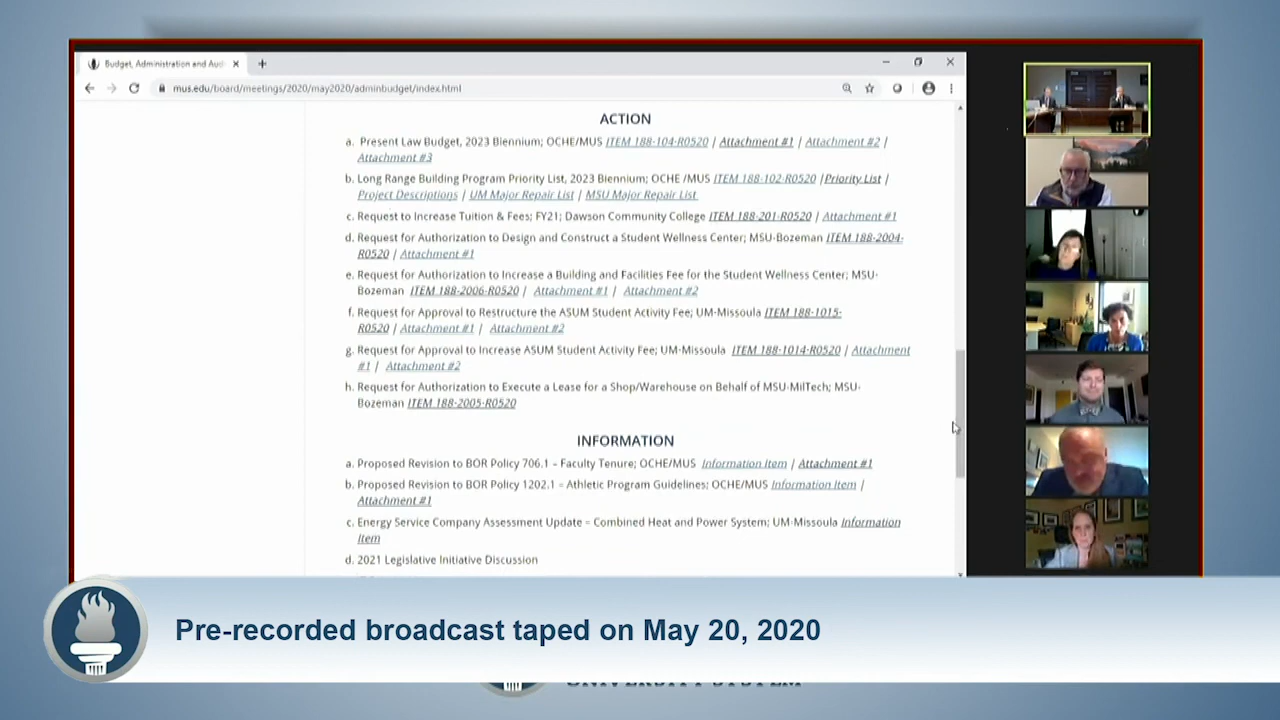 Budget, Administration and Aud
mus.edu/board/meetings/2020/may2020/adminbudget/index.html
ACTION
a. Present Law Budget, 2023 Biennium; OCHE/MUS ITEM 188-104-R0520 | Attachment #1 | Attachment #2 |
Attachment #3
b. Long Range Building Program Priority List, 2023 Biennium; OCHE /MUS ITEM 188-102-R0520 |Priority List |
Project Descriptions | UM Major Repair List | MSU Major Repair List
c. Request to Increase Tuition & Fees; FY21; Dawson Community College ITEM 188-201-R0520 | Attachment #1
d. Request for Authorization to Design and Construct a Student Wellness Center; MSU-Bozeman ITEM 188-2004-
R0520 | Attachment #1
e. Request for Authorization to Increase a Building and Facilities Fee for the Student Wellness Center; MSU-
Bozeman ITEM 188-2006-R0520 | Attachment #1 | Attachment #2
f. Request for Approval to Restructure the ASUM Student Activity Fee; UM-Missoula ITEM 188-1015-
R0520 | Attachment #1 | Attachment #2
g. Request for Approval to Increase ASUM Student Activity Fee; UM-Missoula ITEM 188-1014-R0520 | Attachment
#1 | Attachment #2
h. Request for Authorization to Execute a Lease for a Shop/Warehouse on Behalf of MSU-MilTech; MSU-
Bozeman ITEM 188-2005-R0520
INFORMATION
a. Proposed Revision to BOR Policy 706.1 – Faculty Tenure; OCHE/MUS Information Item | Attachment #1
b. Proposed Revision to BOR Policy 1202.1 – Athletic Program Guidelines; OCHE/MUS Information Item |
Attachment #1
c. Energy Service Company Assessment Update – Combined Heat and Power System; UM-Missoula Information
Item
d. 2021 Legislative Initiative Discussion
Pre-recorded broadcast taped on May 20, 2020
UNIVERSITY SYSTEM